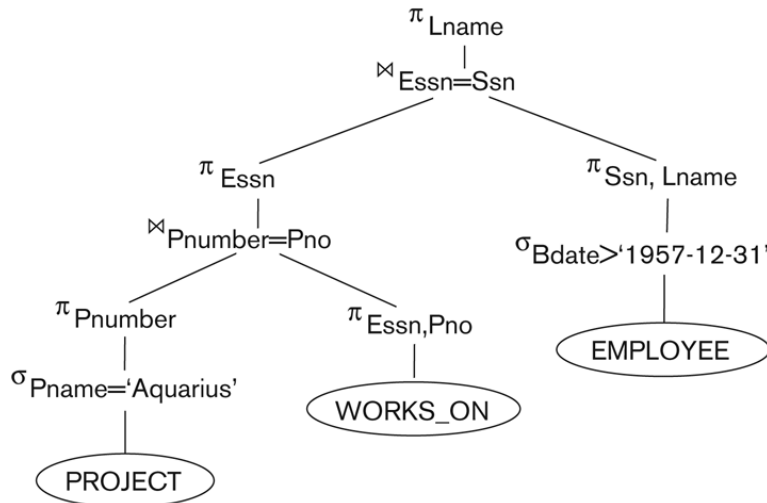 π Lname
⋈ Essn=Ssn
π Essn
π Ssn, Lname
⋈ Pnumber=Pno
σ Bdate>‘1957-12-31’
π Pnumber
π Essn,Pno
EMPLOYEE
σ Pname=‘Aquarius’
WORKS_ON
PROJECT